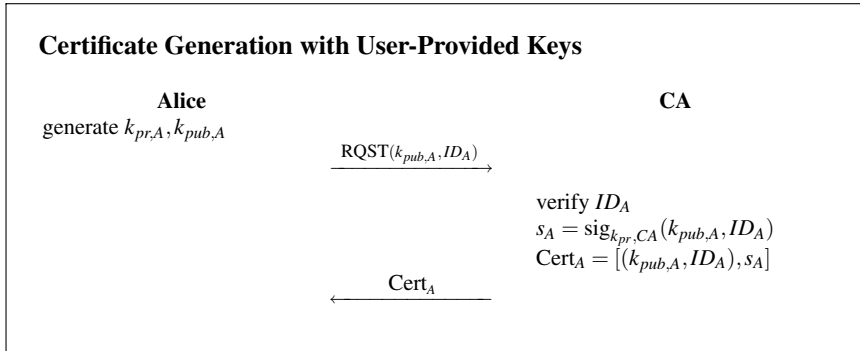 Certificate Generation with User-Provided Keys
Alice CA
generate k_{pr,A}, k_{pub,A}
RQST(k_{pub,A}, ID_A)
verify ID_A
s_A = sig_{k_{pr},CA}(k_{pub,A}, ID_A)
Cert_A = [(k_{pub,A}, ID_A), s_A]
Cert_A